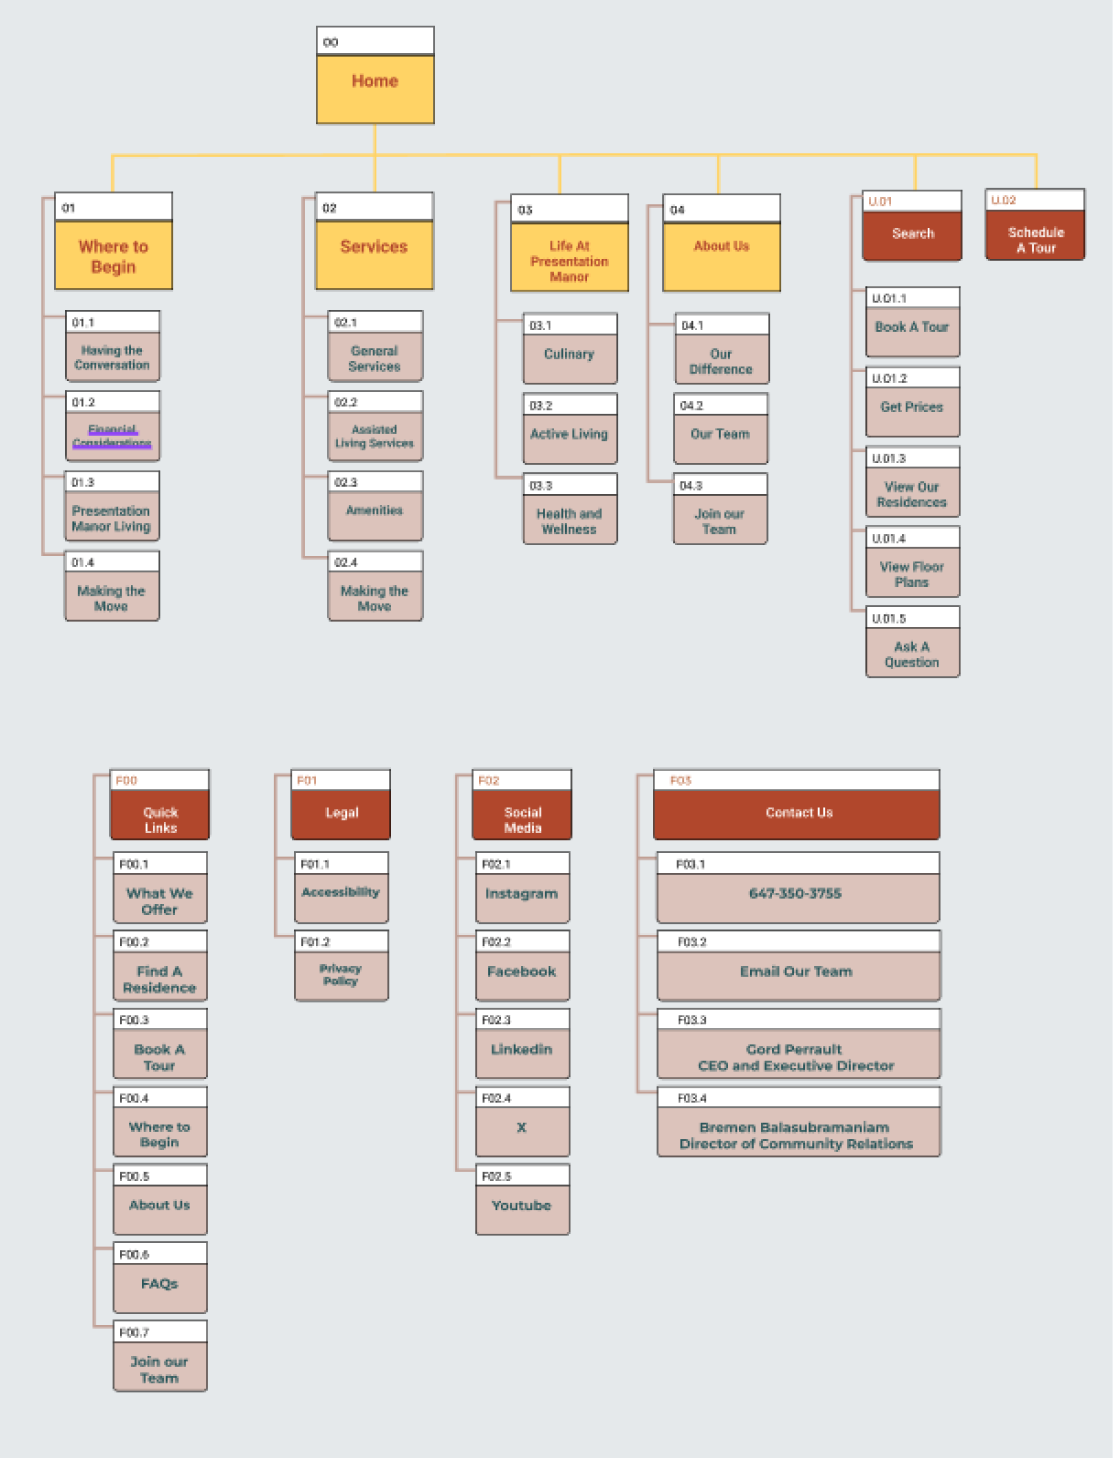 00
Home
01
Where to
Begin
01.1
Having the
Conversation
01.2
Financial
Considerations
01.3
Presentation
Manor Living
01.4
Making the
Move
02
Services
02.1
General
Services
02.2
Assisted
Living Services
02.3
Amenities
02.4
Making the
Move
03
Life At
Presentation
Manor
03.1
Culinary
03.2
Active Living
03.3
Health and
Wellness
04
About Us
04.1
Our
Difference
04.2
Our Team
04.3
Join our
Team
U.01
Search
U.01.1
Book A Tour
U.01.2
Get Prices
U.01.3
View Our
Residences
U.01.4
View Floor
Plans
U.01.5
Ask A
Question
U.02
Schedule
A Tour
F00
Quick
Links
F00.1
What We
Offer
F00.2
Find A
Residence
F00.3
Book A
Tour
F00.4
Where to
Begin
F00.5
About Us
F00.6
FAQs
F00.7
Join our
Team
F01
Legal
F01.1
Accessibility
F01.2
Privacy
Policy
F02
Social
Media
F02.1
Instagram
F02.2
Facebook
F02.3
Linkedin
F02.4
X
F02.5
Youtube
F03
Contact Us
F03.1
647-350-3755
F03.2
Email Our Team
F03.3
Gord Perrault
CEO and Executive Director
F03.4
Bremen Balasubramaniam
Director of Community Relations